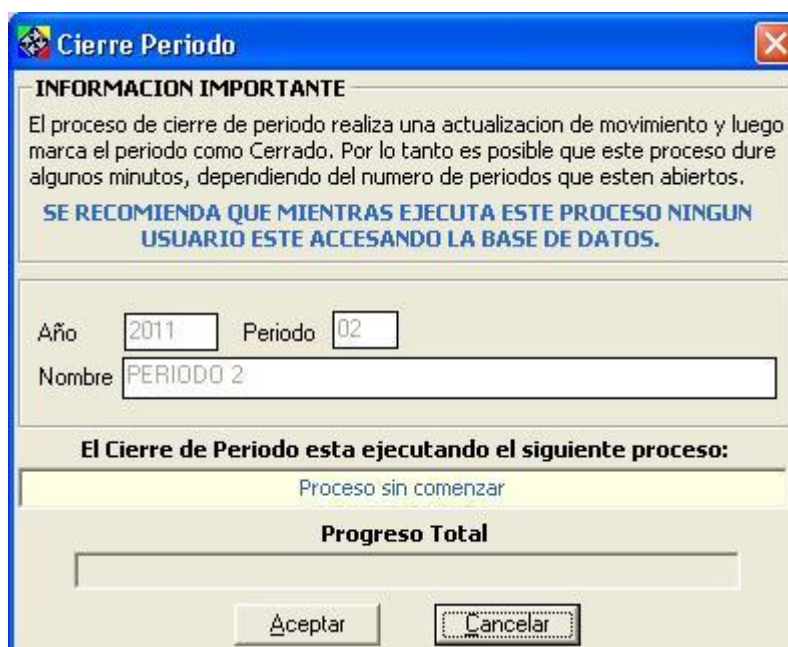 Cierre Periodo
INFORMACION IMPORTANTE
El proceso de cierre de periodo realiza una actualizacion de movimiento y luego
marca el periodo como Cerrado. Por lo tanto es posible que este proceso dure
algunos minutos, dependiendo del numero de periodos que esten abiertos.
SE RECOMIENDA QUE MIENTRAS EJECUTA ESTE PROCESO NINGUN
USUARIO ESTE ACCESANDO LA BASE DE DATOS.
Año 2011 Periodo 02
Nombre PERIODO 2
El Cierre de Periodo esta ejecutando el siguiente proceso:
Proceso sin comenzar
Progreso Total
Aceptar Cancelar